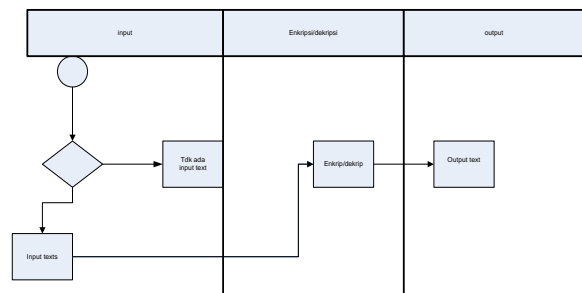 input
Enkripsi/dekripsi
output
Tdk ada
input text
Enkrip/dekrip
Output text
Input texts